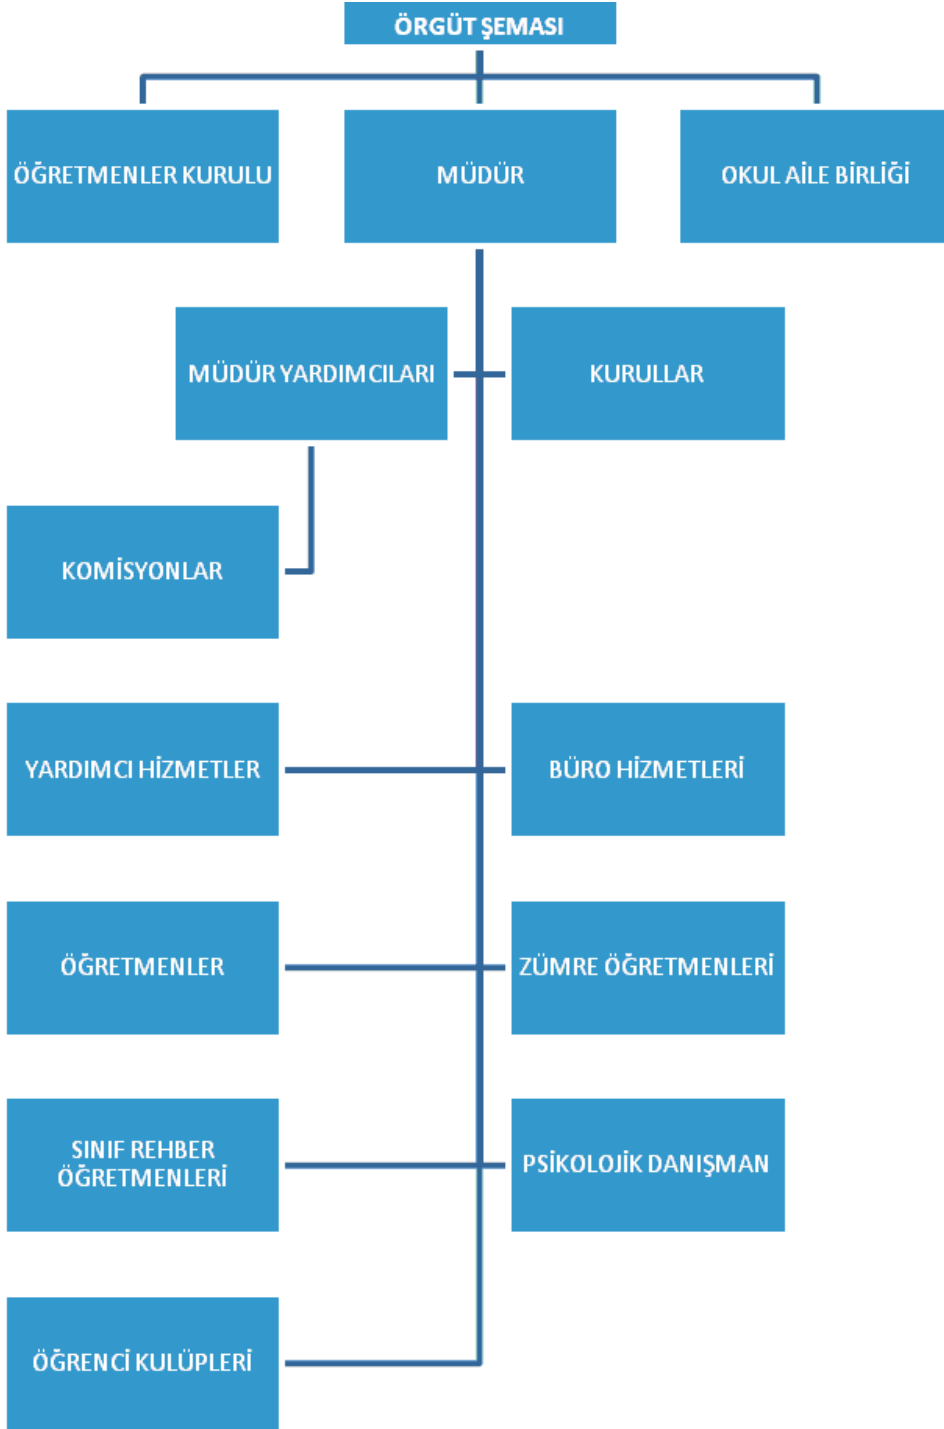 ÖRGÜT ŞEMASI
ÖĞRETMENLER KURULU
MÜDÜR
OKUL AİLE BİRLİĞİ
MÜDÜR YARDIMCILARI
KURULLAR
KOMİSYONLAR
YARDIMCI HİZMETLER
BÜRO HİZMETLERİ
ÖĞRETMENLER
ZÜMRE ÖĞRETMENLERİ
SINIF REHBER
ÖĞRETMENLERİ
PSİKOLOJİK DANIŞMAN
ÖĞRENCİ KULÜPLERİ